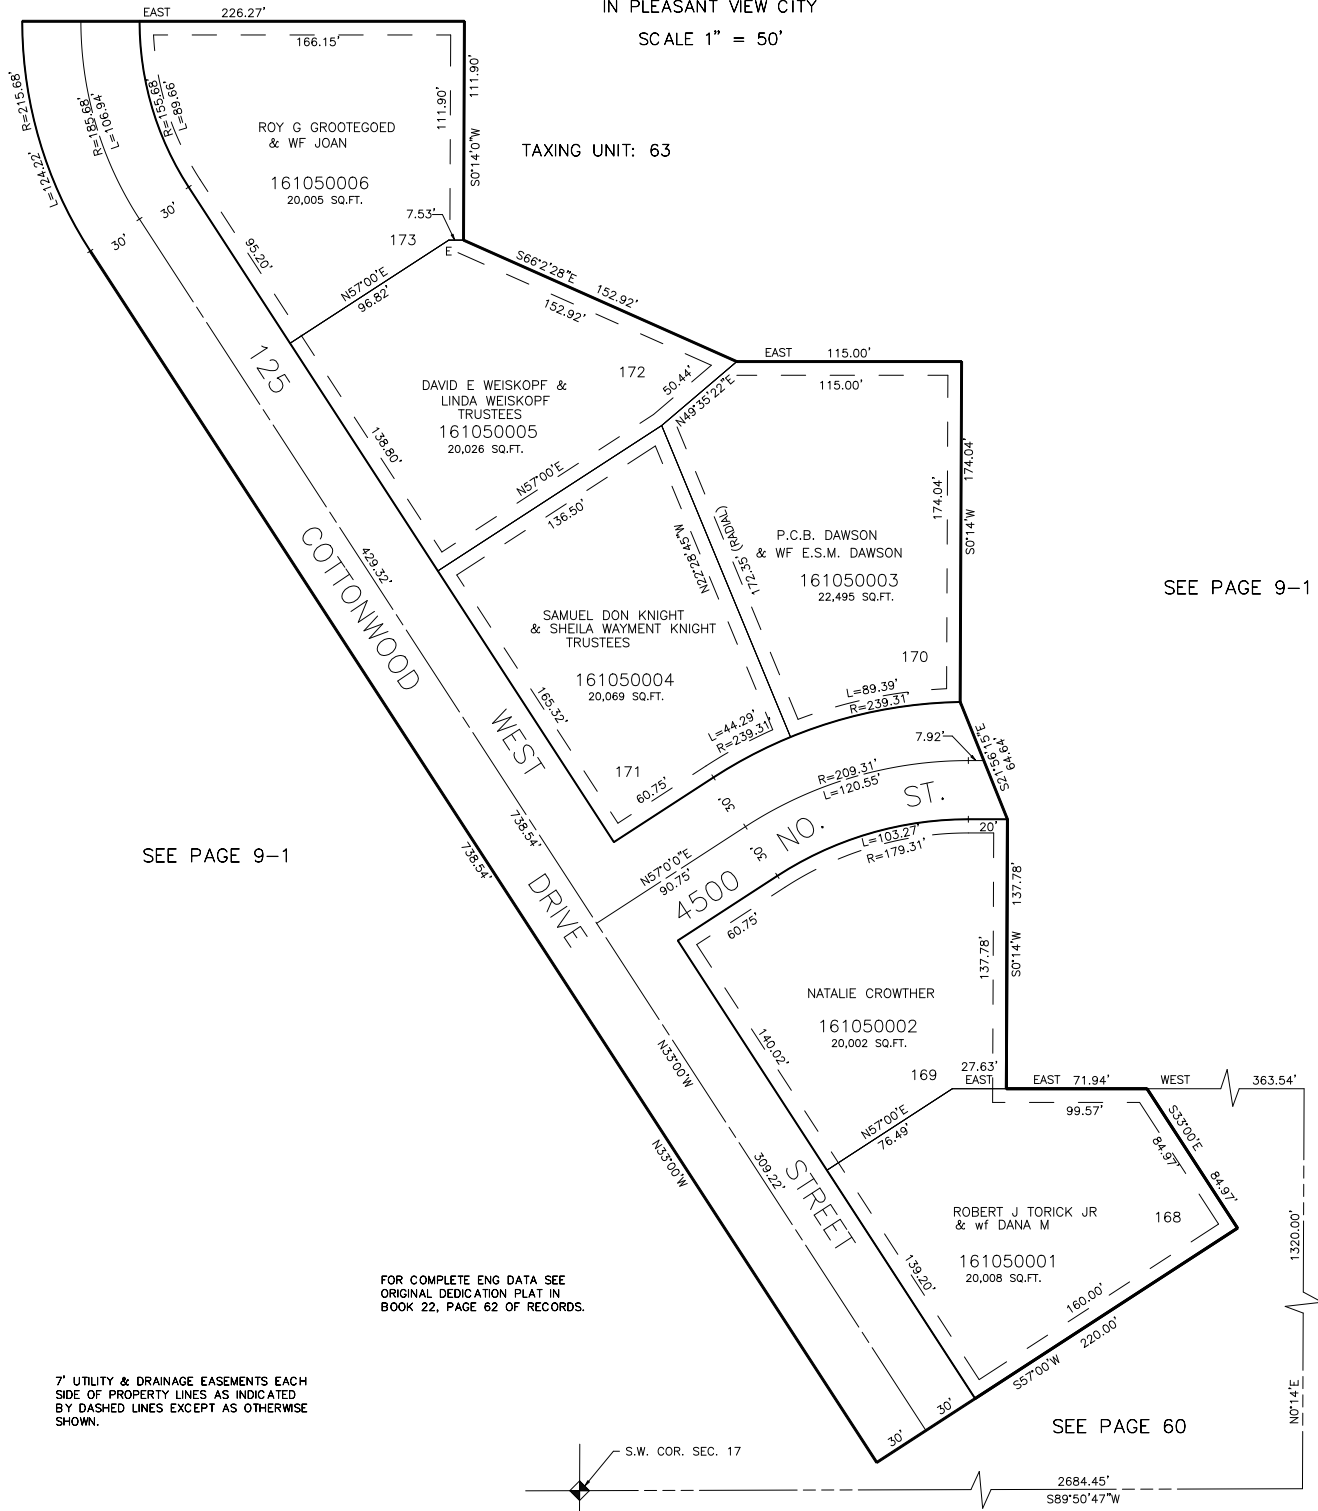 IN PLEASANT VIEW CITY
SCALE 1" = 50'
EAST 226.27'
166.15'
R=215.68'
L=124.22'
R=185.68'
L=106.94'
R=155.68'
L=89.66'
111.90'
111.90'
S0°14'0"W
ROY G GROOTEGOED
& WF JOAN
161050006
20,005 SQ.FT.
TAXING UNIT: 63
7.53'
173
E
30'
30'
95.20'
N57°00'E
96.82'
S66°2'28"E
152.92'
152.92'
EAST 115.00'
115.00'
125
172
50.44'
N49°35'22"E
DAVID E WEISKOPF &
LINDA WEISKOPF
TRUSTEES
161050005
20,026 SQ.FT.
138.80'
N57°00'E
136.50'
174.04'
174.04'
S0°14'W
N22°28'45"W
172.35' (RADIAL)
P.C.B. DAWSON
& WF E.S.M. DAWSON
161050003
22,495 SQ.FT.
SEE PAGE 9-1
COTTONWOOD
429.32'
SAMUEL DON KNIGHT
& SHEILA WAYMENT KNIGHT
TRUSTEES
161050004
20,069 SQ.FT.
170
165.32'
L=89.39'
R=239.31'
L=44.29'
R=239.31'
WEST
171
7.92'
S21°56'15"E
64.64'
60.75'
30'
R=209.31'
L=120.55'
4500 NO. ST.
738.54'
738.54'
SEE PAGE 9-1
30'
L=103.27'
R=179.31'
20'
N57°0'0"E
90.75'
DRIVE
60.75'
137.78'
137.78'
S0°14'W
NATALIE CROWTHER
161050002
20,002 SQ.FT.
140.02'
N33°00'W
169
27.63'
EAST
EAST 71.94'
WEST
363.54'
99.57'
N57°00'E
76.49'
S33°00'E
84.97'
84.97'
N33°00'W
309.22'
STREET
ROBERT J TORICK JR
& wf DANA M
168
161050001
20,008 SQ.FT.
139.20'
1320.00'
160.00'
220.00'
S57°00'W
FOR COMPLETE ENG DATA SEE
ORIGINAL DEDICATION PLAT IN
BOOK 22, PAGE 62 OF RECORDS.
7' UTILITY & DRAINAGE EASEMENTS EACH
SIDE OF PROPERTY LINES AS INDICATED
BY DASHED LINES EXCEPT AS OTHERWISE
SHOWN.
30'
30'
N0°14'E
SEE PAGE 60
S.W. COR. SEC. 17
2684.45'
S89°50'47"W